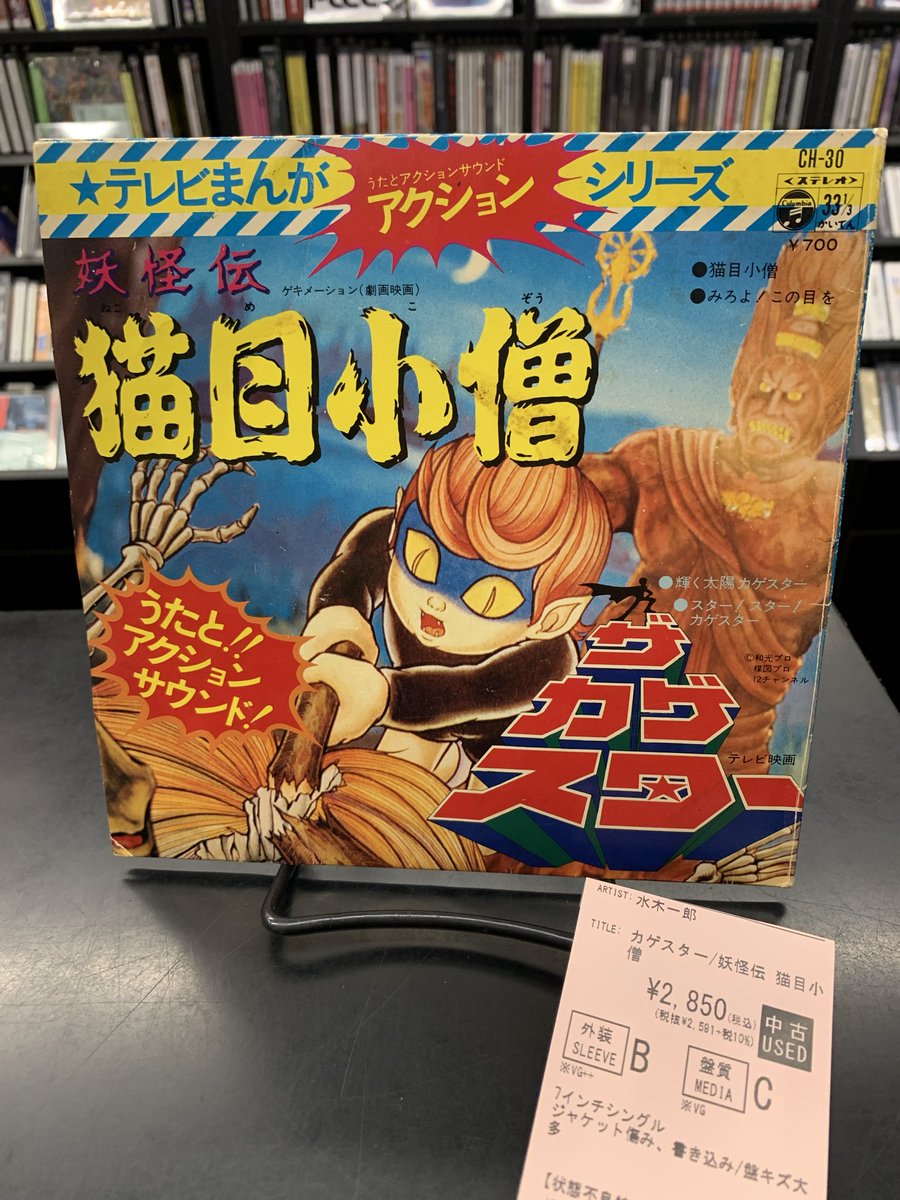 ★テレビまんが
うたとアクションサウンド
アクション
シリーズ
CH-30
<ステレオ>
Columbia
33 1/3
かいてん
¥700
妖怪伝
ゲキメーション(劇画映画)
ねこ め こ ぞう
猫目小僧
●猫目小僧
●みろよ!この目を
うたと!!
アクション
サウンド!
●輝く太陽カゲスター
●スター!スター!
カゲスター
ザ
カゲ
スター
©和光プロ
楳図プロ
12チャンネル
テレビ映画
ARTIST: 水木一郎
TITLE: カゲスター/妖怪伝 猫目小
僧
¥2,850(税込)
(税抜¥2,591+税10%)
中古
USED
外装
SLEEVE
B
※VG++
盤質
MEDIA
C
※VG
7インチシングル
ジャケット傷み、書き込み/盤キズ大
多